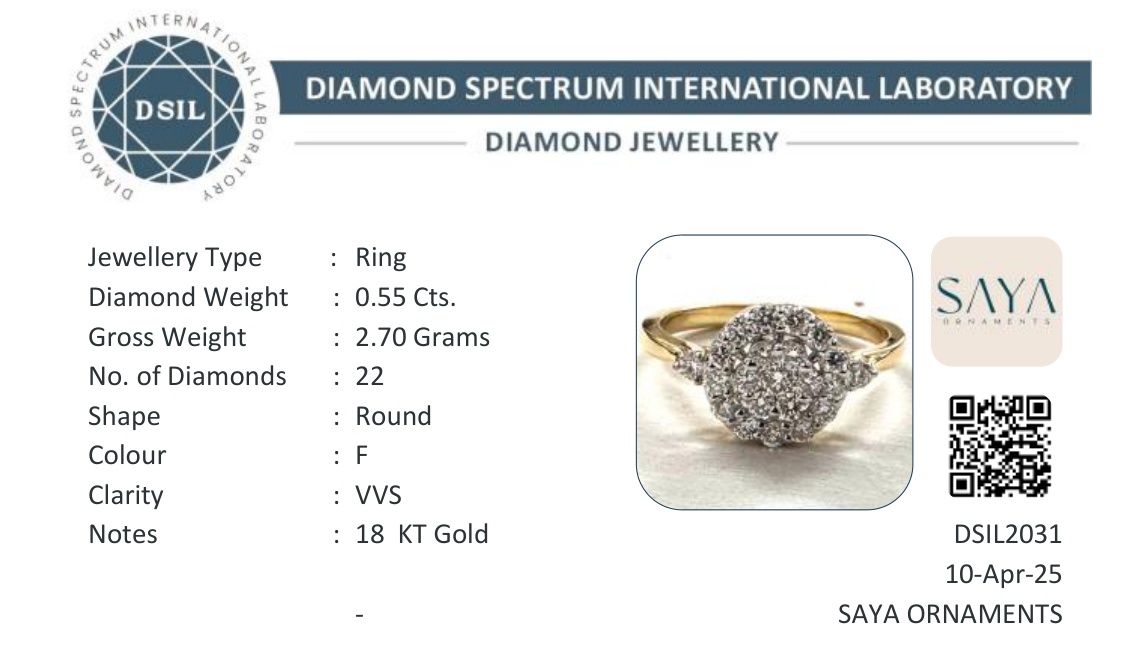 DIAMOND SPECTRUM INTERNATIONAL LABORATORY
DSIL
DIAMOND SPECTRUM INTERNATIONAL LABORATORY
DIAMOND JEWELLERY
Jewellery Type : Ring
Diamond Weight : 0.55 Cts.
Gross Weight : 2.70 Grams
No. of Diamonds : 22
Shape : Round
Colour : F
Clarity : VVS
Notes : 18 KT Gold
-
SAYA
ORNAMENTS
DSIL2031
10-Apr-25
SAYA ORNAMENTS